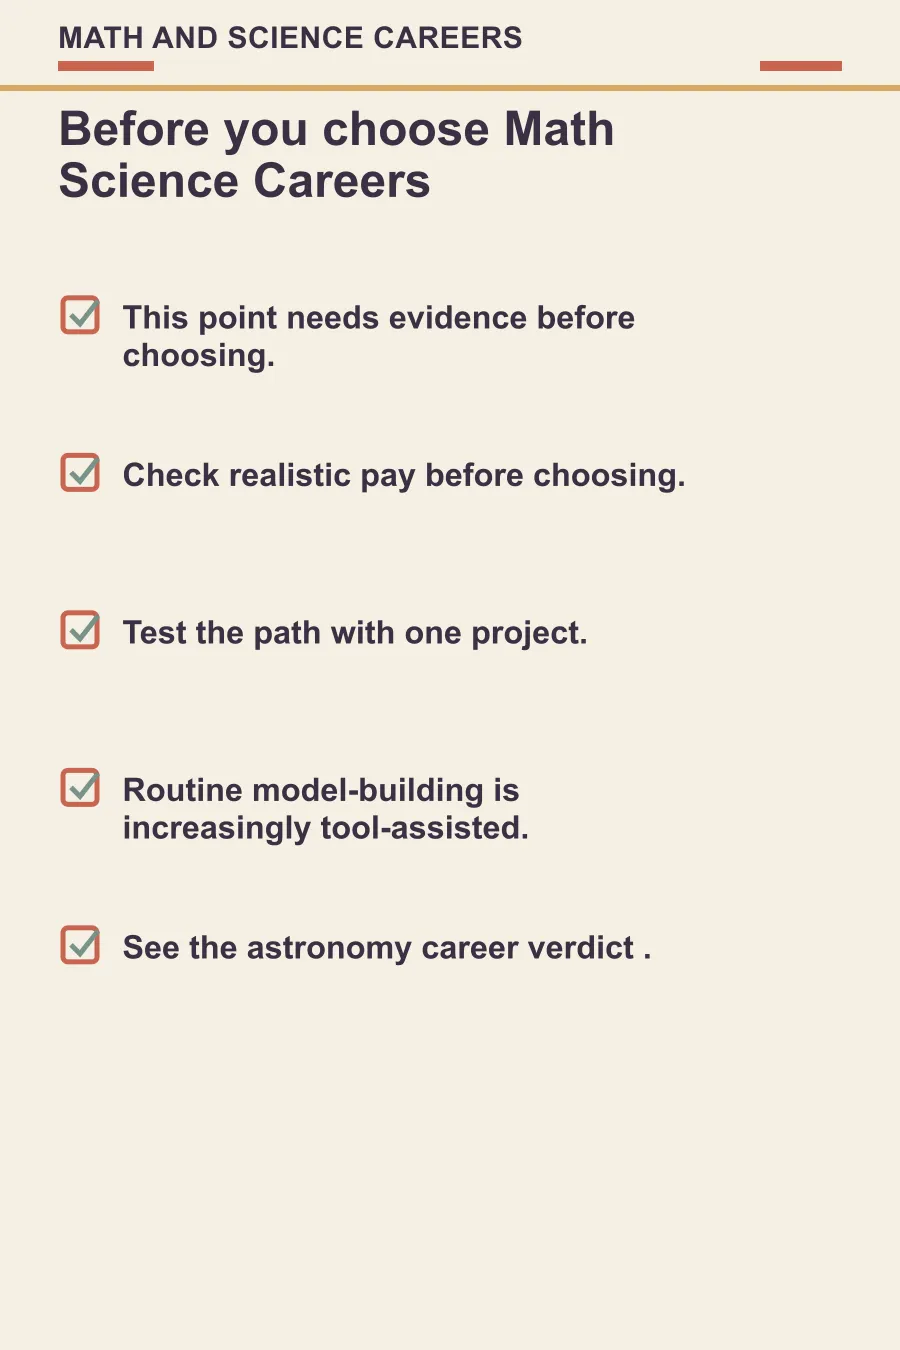 MATH AND SCIENCE CAREERS
Before you choose Math
Science Careers
This point needs evidence before
choosing.
Check realistic pay before choosing.
Test the path with one project.
Routine model-building is
increasingly tool-assisted.
See the astronomy career verdict .